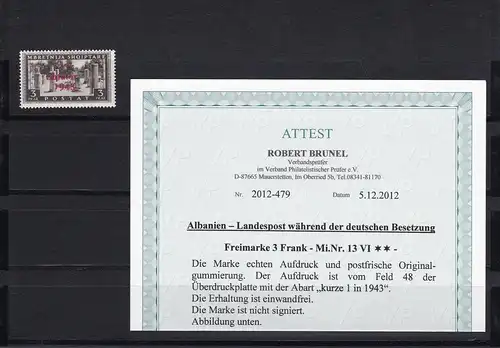 MBRETNIJA SHQIPTARE
1943
3 3
POSTAT
ATTEST
ROBERT BRUNEL
Verbandsprüfer
im Verband Philatelistischer Prüfer e.V.
D-87665 Mauerstetten, Im Oberried 5b, Tel.08341-81170
Nr. 2012-479 Datum 5.12.2012
Albanien – Landespost während der deutschen Besetzung
Freimarke 3 Frank - Mi.Nr. 13 VI ✶✶ -
Die Marke echten Aufdruck und postfrische Original-
gummierung. Der Aufdruck ist vom Feld 48 der
Überdruckplatte mit der Abart „kurze 1 in 1943“.
Die Erhaltung ist einwandfrei.
Die Marke ist nicht signiert.
Abbildung unten.